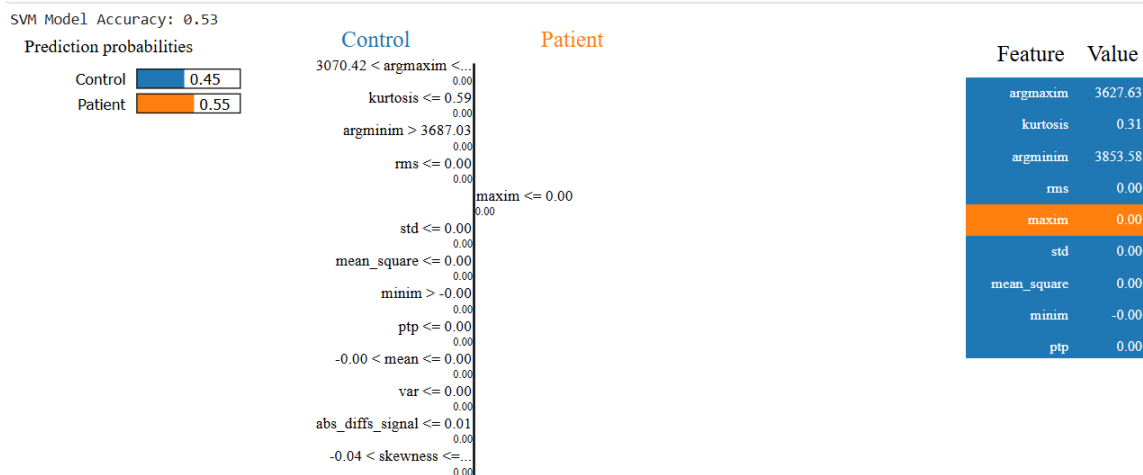 SVM Model Accuracy: 0.53
Prediction probabilities
Control 0.45
Patient 0.55
Control Patient
3070.42 < argmaxim <...
0.00
kurtosis <= 0.59
0.00
argminim > 3687.03
0.00
rms <= 0.00
0.00
maxim <= 0.00
0.00
std <= 0.00
0.00
mean_square <= 0.00
0.00
minim > -0.00
0.00
ptp <= 0.00
0.00
-0.00 < mean <= 0.00
0.00
var <= 0.00
0.00
abs_diffs_signal <= 0.01
0.00
-0.04 < skewness <=...
0.00
Feature Value
argmaxim 3627.63
kurtosis 0.31
argminim 3853.58
rms 0.00
maxim 0.00
std 0.00
mean_square 0.00
minim -0.00
ptp 0.00